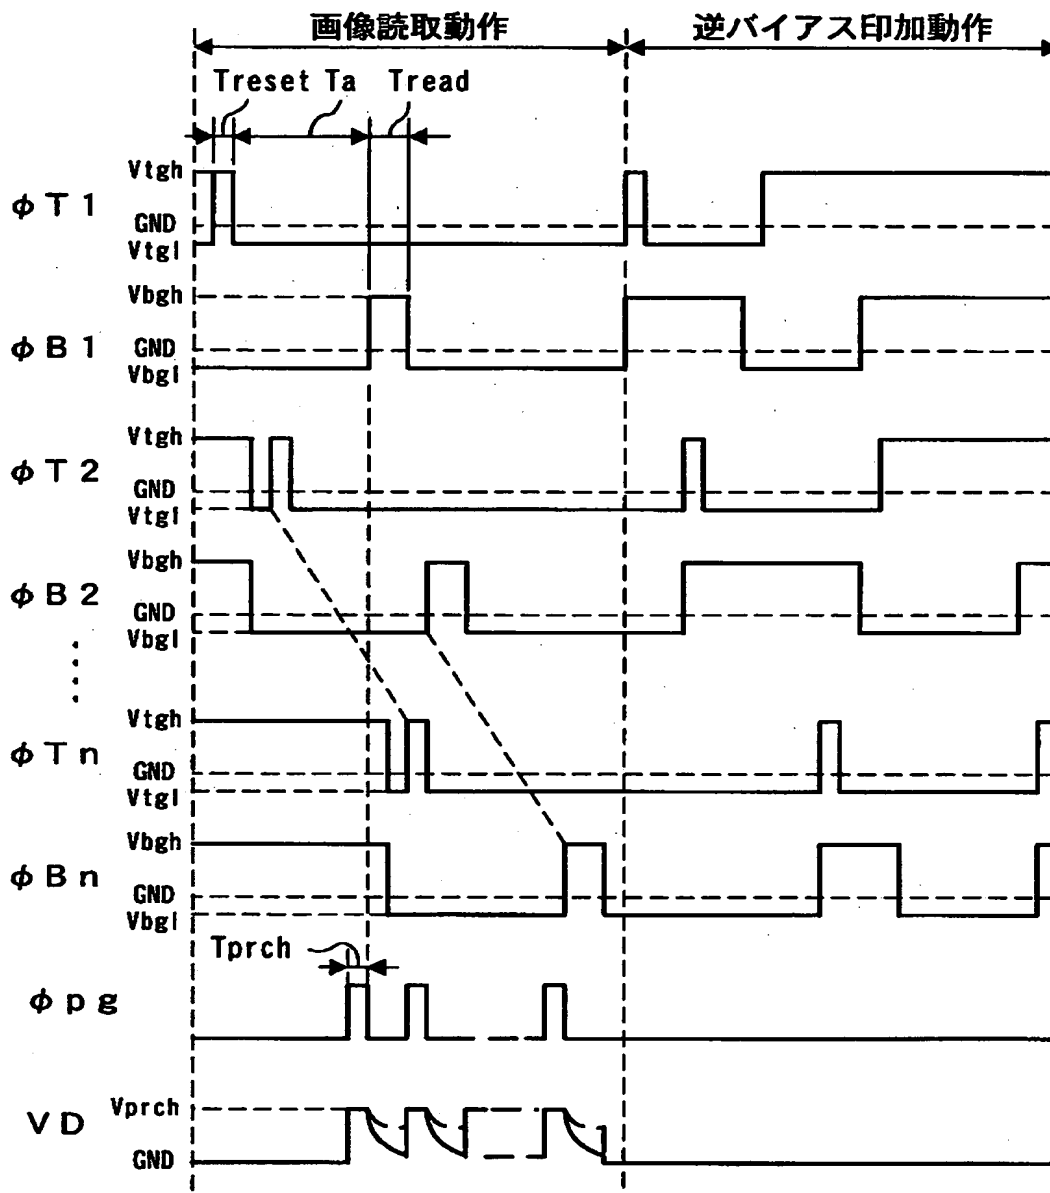 画像読取動作 逆バイアス印加動作
Treset Ta Tread
Vtgh
φT1
GND
Vtgl
Vbgh
φB1
GND
Vbgl
Vtgh
φT2
GND
Vtgl
Vbgh
φB2
GND
Vbgl
Vtgh
φTn
GND
Vtgl
Vbgh
φBn
GND
Vbgl
Tprch
φpg
Vprch
VD
GND